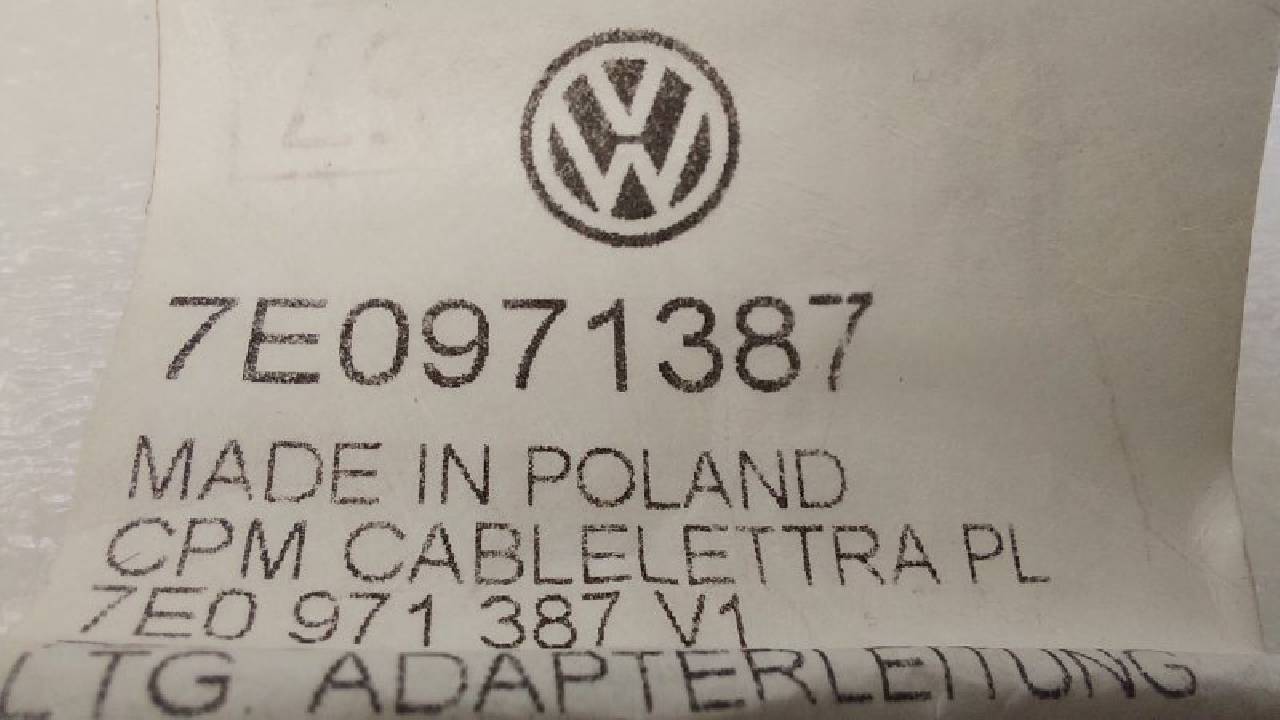 7E0971387
MADE IN POLAND
CPM CABLELETTRA PL
7E0 971 387 V1
LTG. ADAPTERLEITUNG